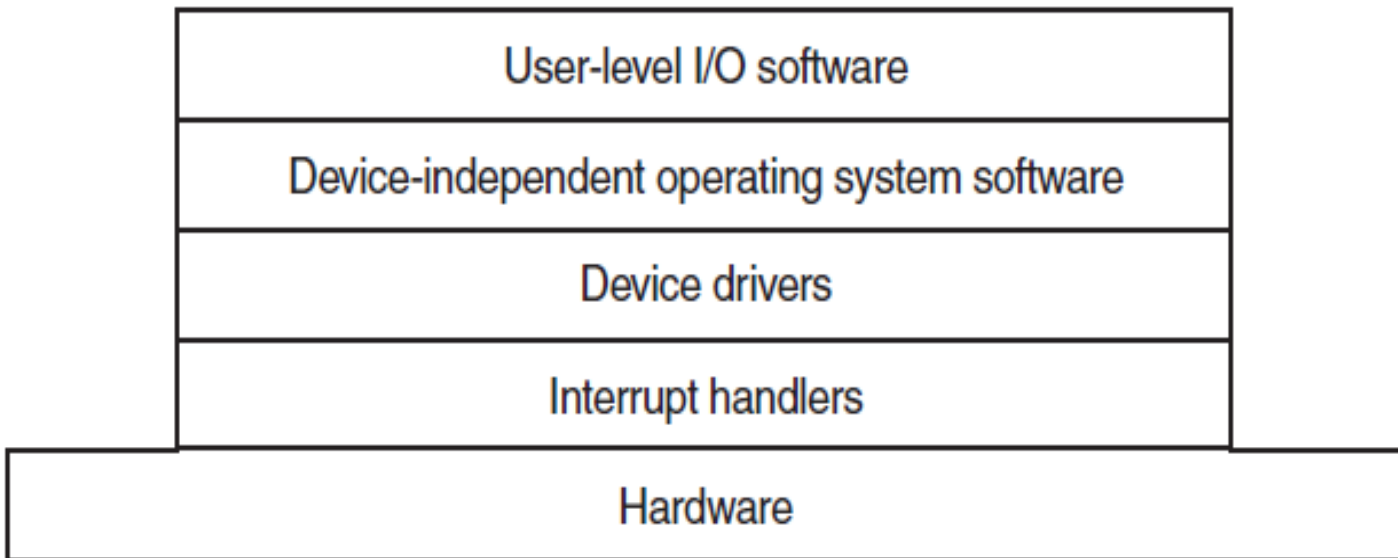 User-level I/O software
Device-independent operating system software
Device drivers
Interrupt handlers
Hardware